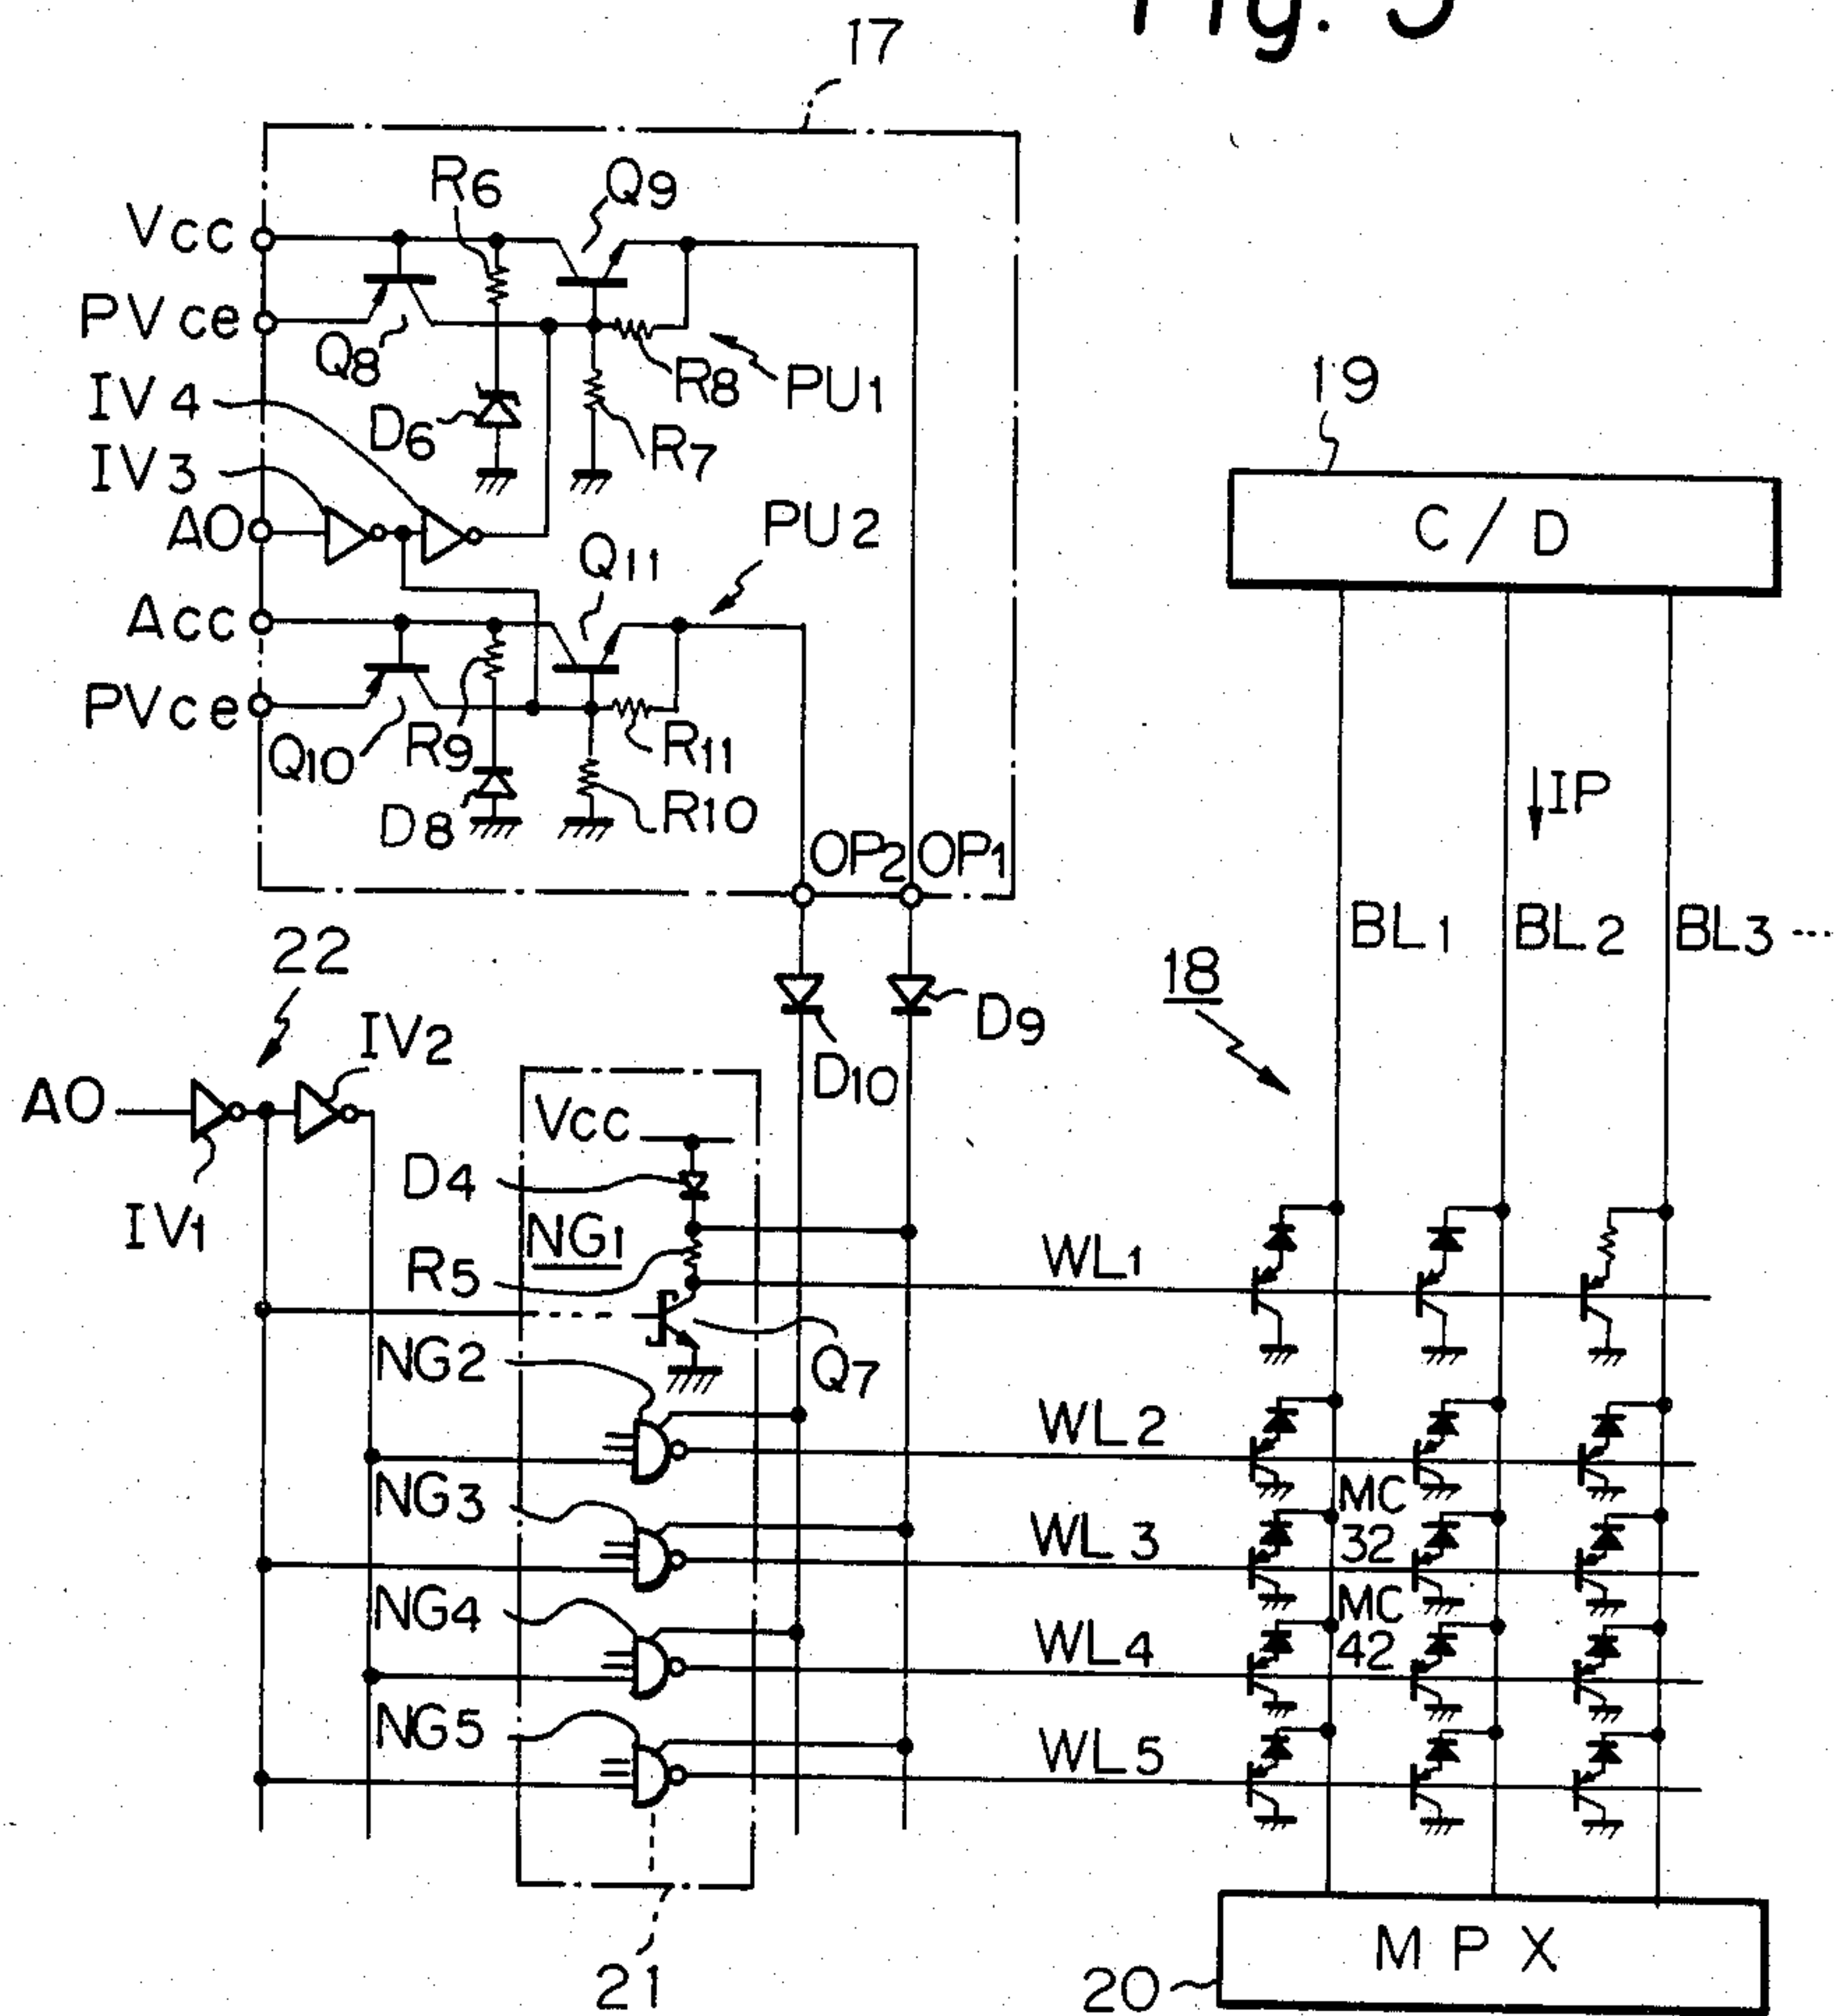 Fig. 5
17
R6
Q9
Vcc
PVce
Q8
R8
PU1
IV4
D6
R7
IV3
19
AO
PU2
C / D
Q11
Acc
PVce
Q10
R9
R11
D8
R10
IP
OP2
OP1
BL1
BL2
BL3 ...
22
18
IV2
D9
D10
AO
Vcc
IV1
D4
NG1
R5
WL1
NG2
Q7
WL2
NG3
MC
32
WL3
NG4
MC
42
WL4
NG5
WL5
M P X
21
20